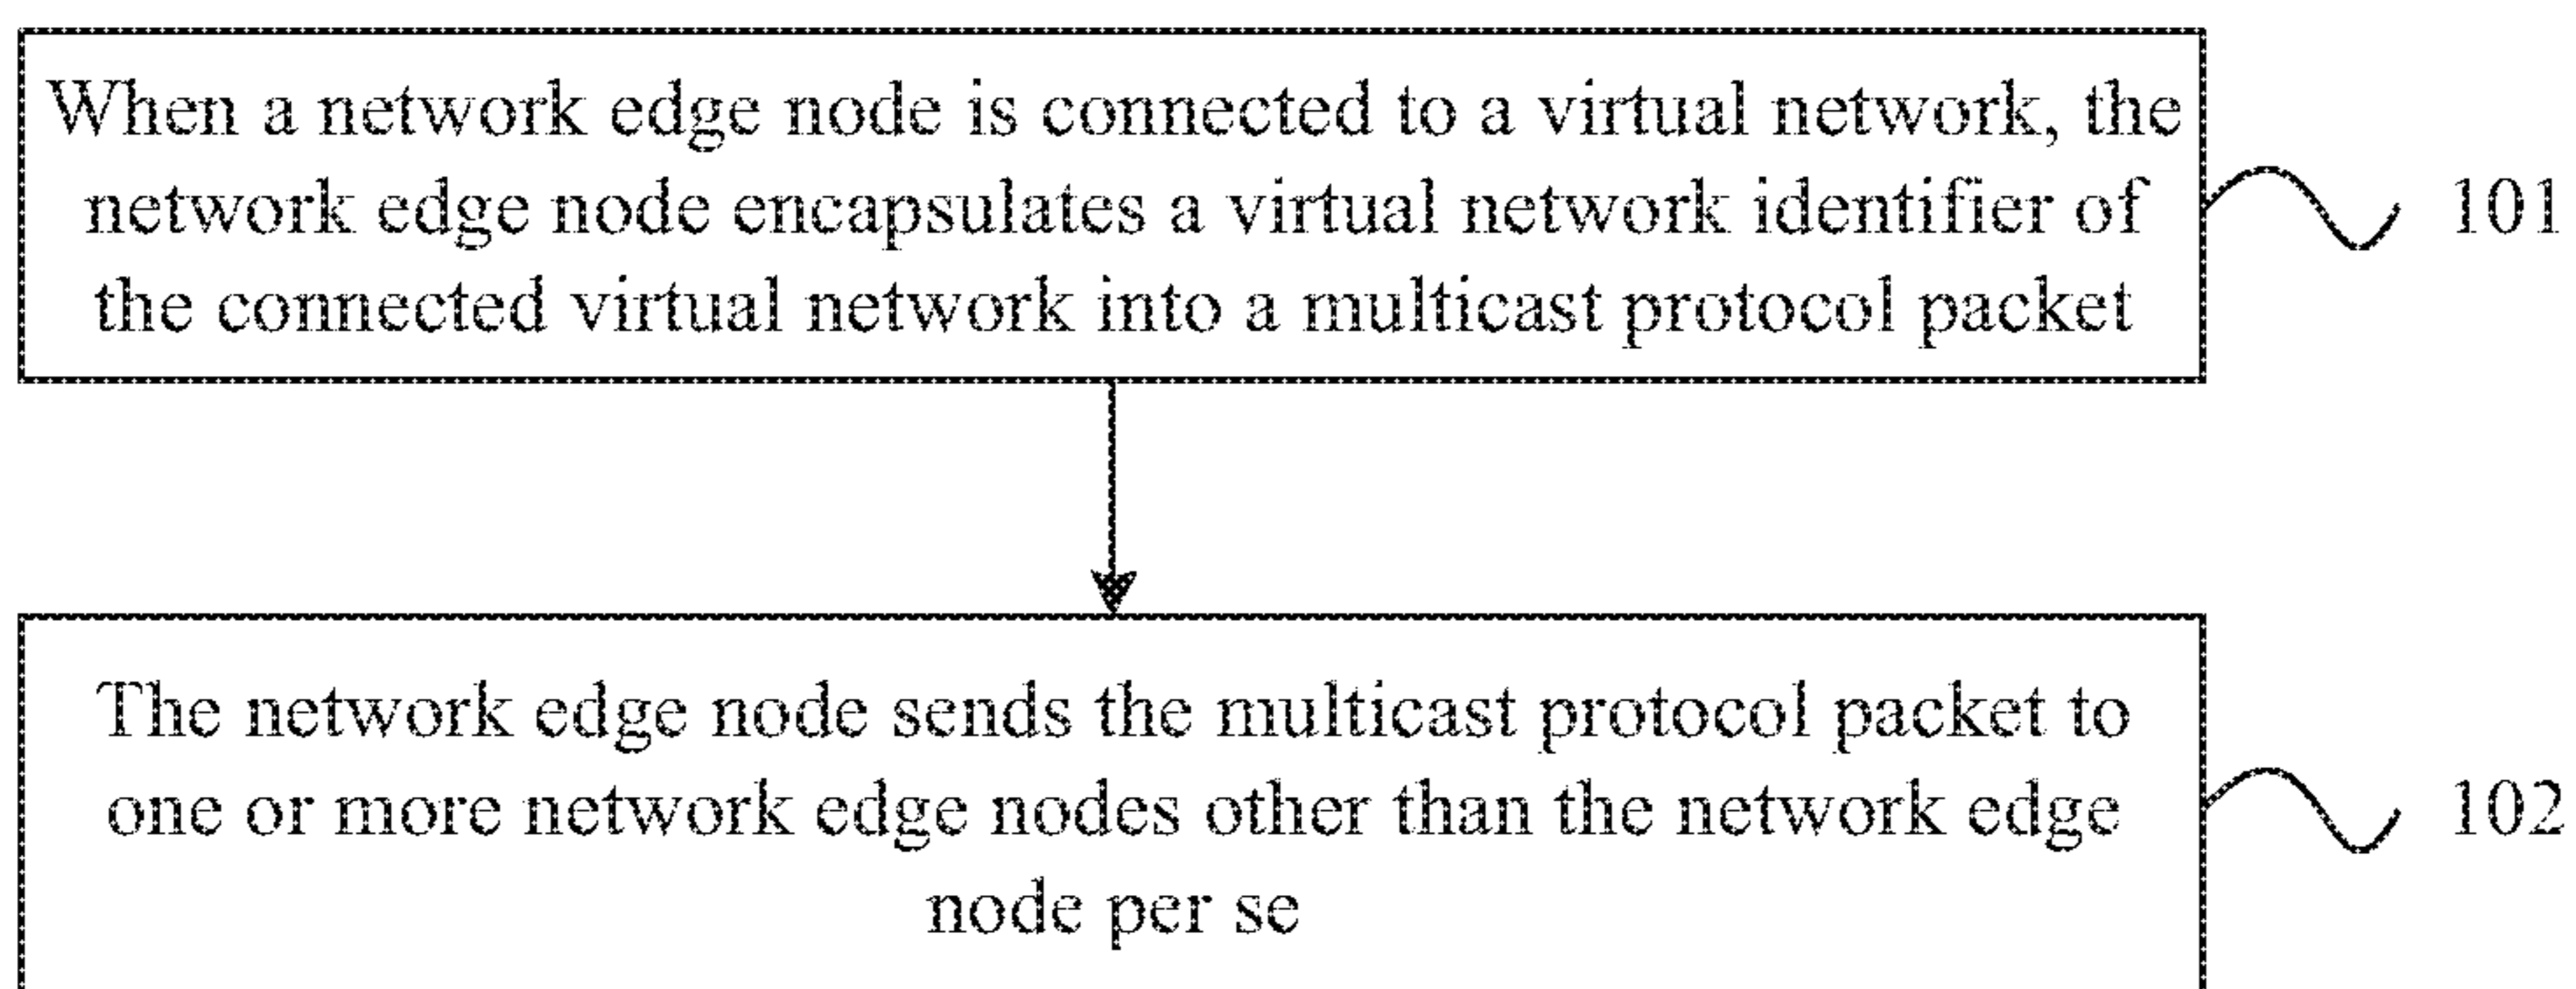 When a network edge node is connected to a virtual network, the
network edge node encapsulates a virtual network identifier of
the connected virtual network into a multicast protocol packet
101
The network edge node sends the multicast protocol packet to
one or more network edge nodes other than the network edge
node per se
102